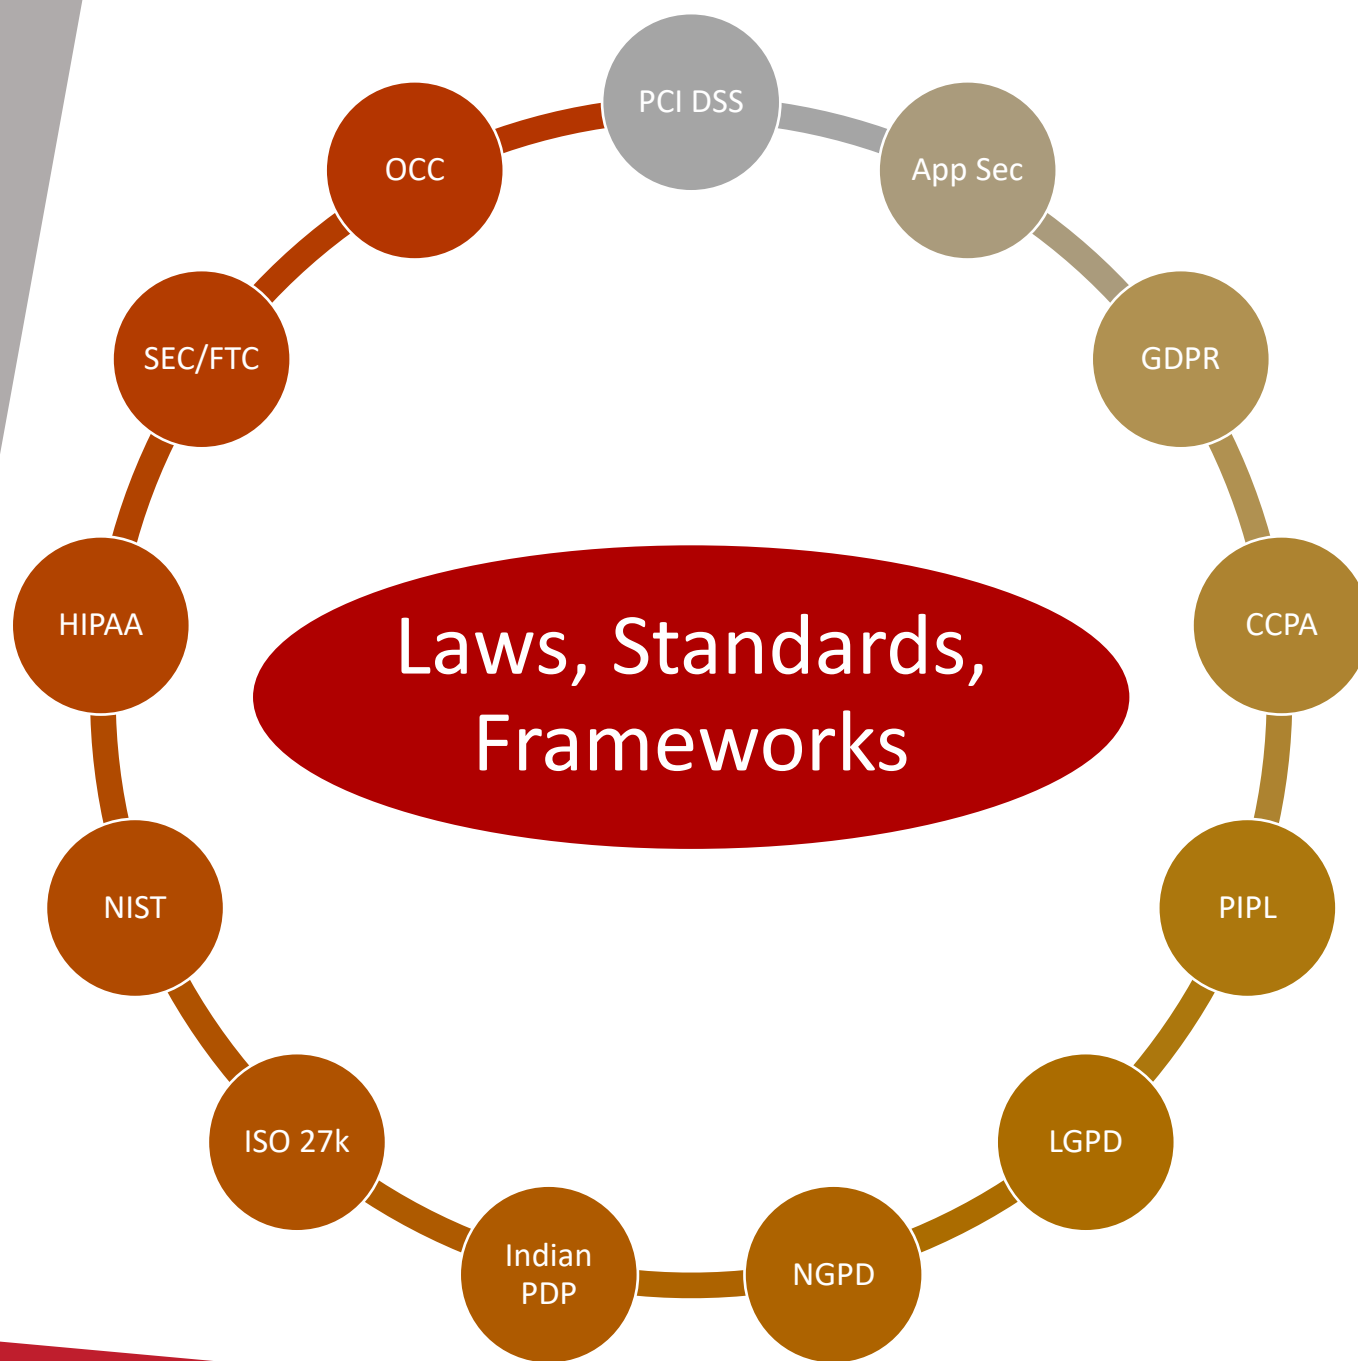 PCI DSS
App Sec
GDPR
CCPA
PIPL
LGPD
NGPD
Indian
PDP
ISO 27k
NIST
HIPAA
SEC/FTC
OCC
Laws, Standards,
Frameworks